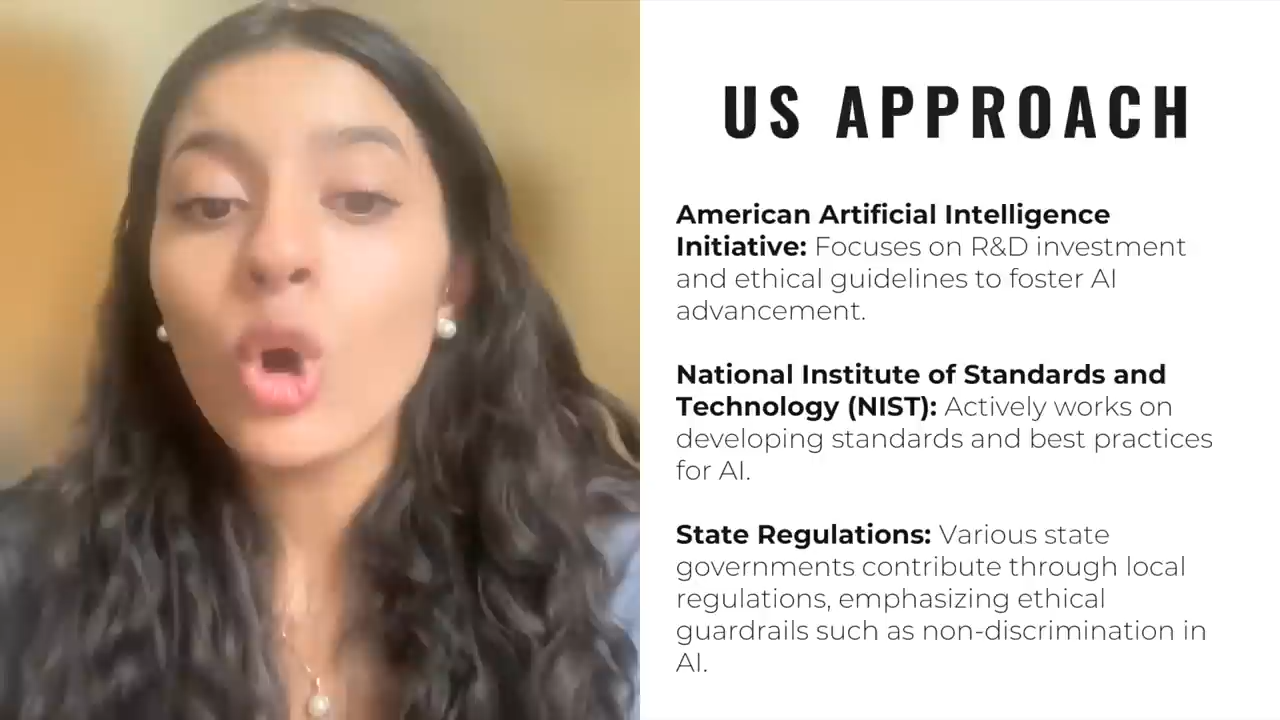 US APPROACH
American Artificial Intelligence
Initiative: Focuses on R&D investment
and ethical guidelines to foster AI
advancement.
National Institute of Standards and
Technology (NIST): Actively works on
developing standards and best practices
for AI.
State Regulations: Various state
governments contribute through local
regulations, emphasizing ethical
guardrails such as non-discrimination in
AI.